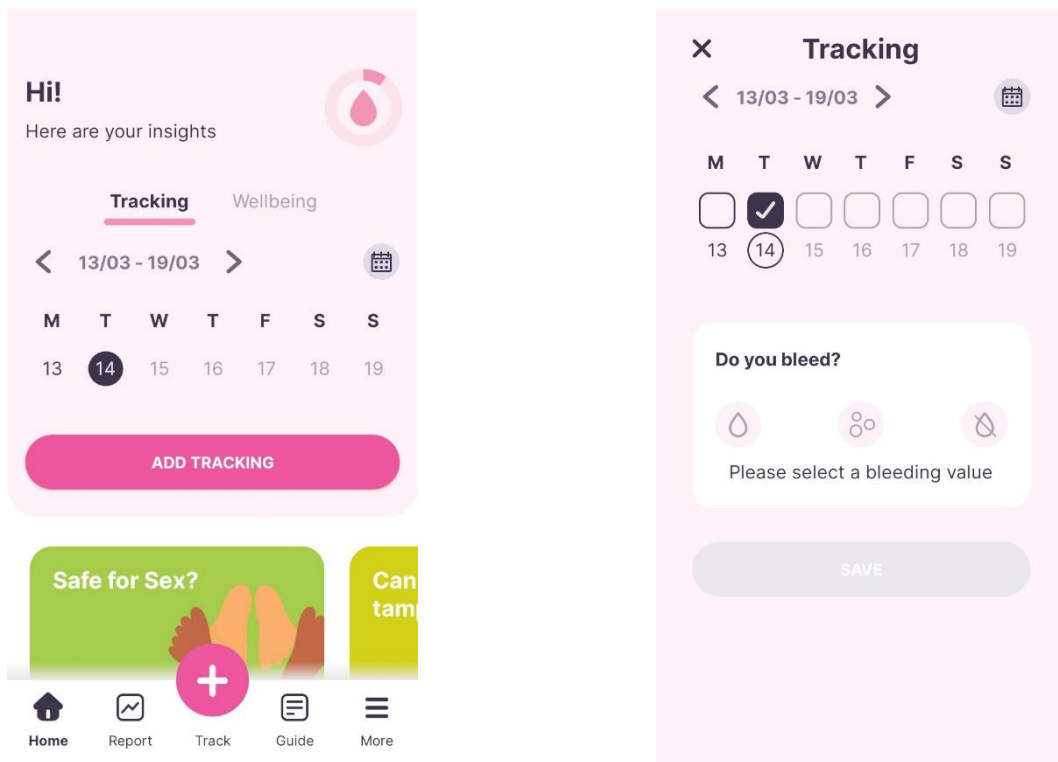 Hi!
Here are your insights
Tracking Wellbeing
13/03 - 19/03
M T W T F S S
13 14 15 16 17 18 19
ADD TRACKING
Safe for Sex?
Can
Home Report Track Guide More
Tracking
13/03 - 19/03
M T W T F S S
13 14 15 16 17 18 19
Do you bleed?
Please select a bleeding value
SAVE